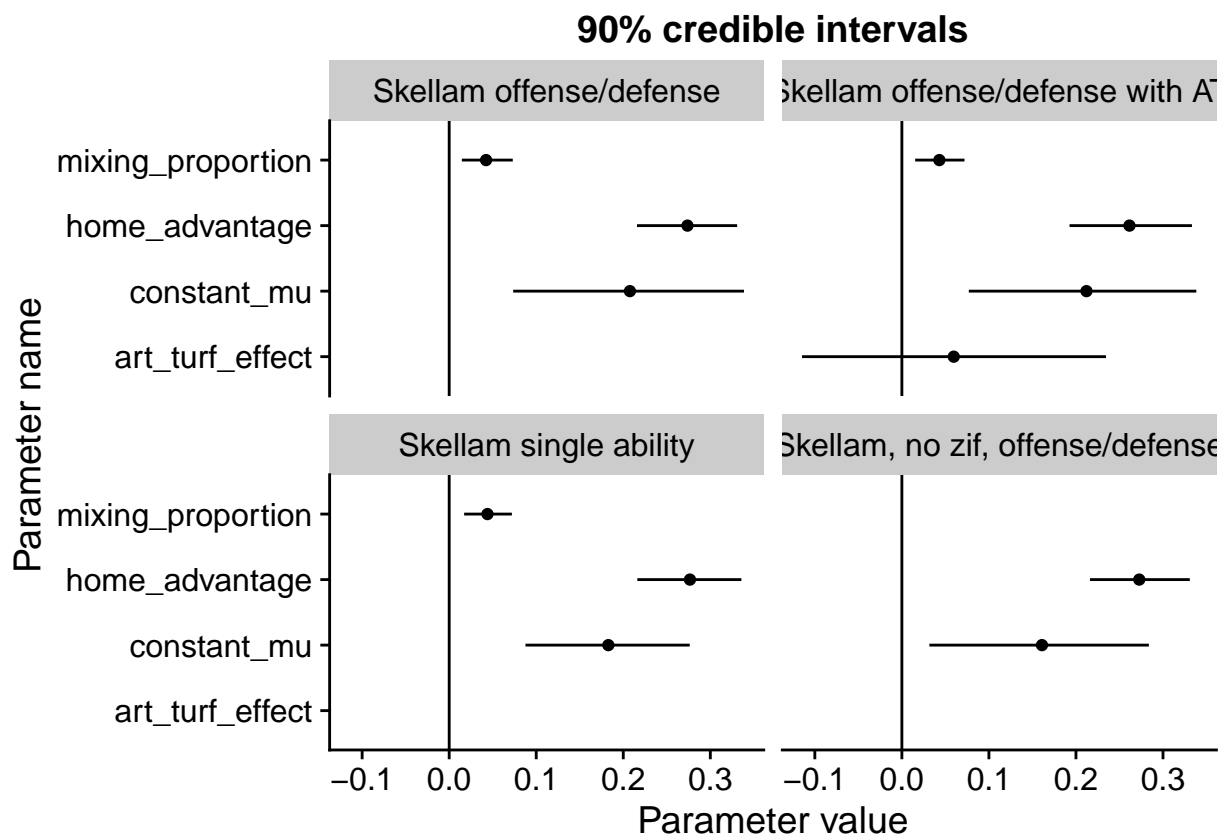 90% credible intervals
Skellam offense/defense
Skellam offense/defense with AT
mixing_proportion
home_advantage
constant_mu
art_turf_effect
Skellam single ability
Skellam, no zif, offense/defense
mixing_proportion
home_advantage
constant_mu
art_turf_effect
−0.1 0.0 0.1 0.2 0.3
−0.1 0.0 0.1 0.2 0.3
Parameter value
Parameter name